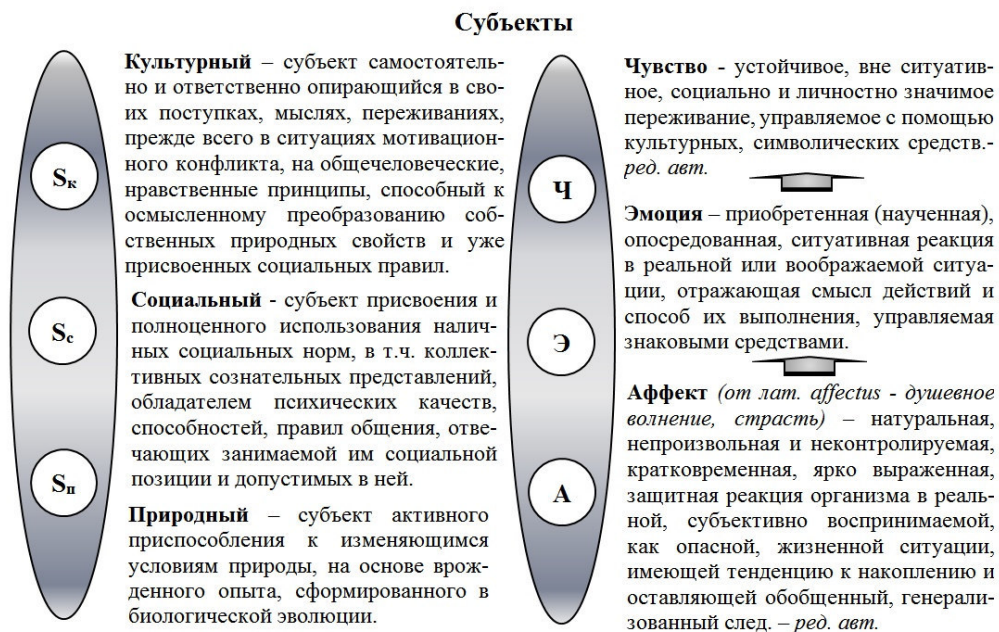 Субъекты
Культурный – субъект самостоятель-
но и ответственно опирающийся в сво-
их поступках, мыслях, переживаниях,
прежде всего в ситуациях мотивацион-
ного конфликта, на общечеловеческие,
нравственные принципы, способный к
осмысленному преобразованию соб-
ственных природных свойств и уже
присвоенных социальных правил.
Социальный - субъект присвоения и
полноценного использования налич-
ных социальных норм, в т.ч. коллек-
тивных сознательных представлений,
обладателем психических качеств,
способностей, правил общения, отве-
чающих занимаемой им социальной
позиции и допустимых в ней.
Природный – субъект активного
приспособления к изменяющимся
условиям природы, на основе врож-
денного опыта, сформированного в
биологической эволюции.
Sк
Sс
Sп
Ч
Э
А
Чувство - устойчивое, вне ситуатив-
ное, социально и личностно значимое
переживание, управляемое с помощью
культурных, символических средств.-
ред. авт.
Эмоция – приобретенная (наученная),
опосредованная, ситуативная реакция
в реальной или воображаемой ситуа-
ции, отражающая смысл действий и
способ их выполнения, управляемая
знаковыми средствами.
Аффект (от лат. affectus - душевное
волнение, страсть) – натуральная,
непроизвольная и неконтролируемая,
кратковременная, ярко выраженная,
защитная реакция организма в реаль-
ной, субъективно воспринимаемой,
как опасной, жизненной ситуации,
имеющей тенденцию к накоплению и
оставляющей обобщенный, генерали-
зованный след. – ред. авт.